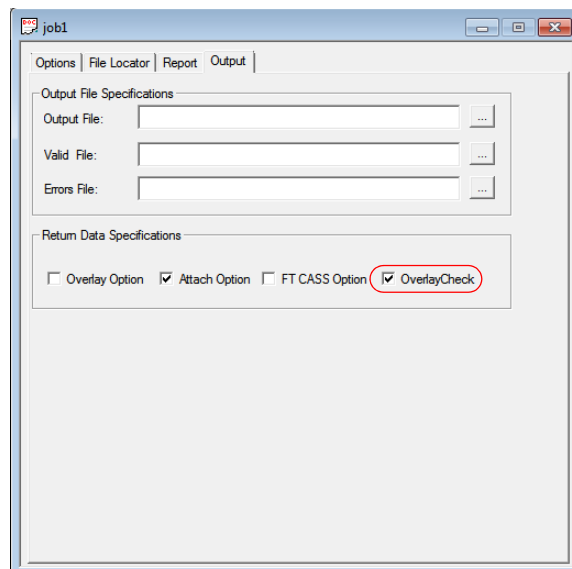 DOC job1
Options File Locator Report Output
Output File Specifications
Output File: ...
Valid File: ...
Errors File: ...
Return Data Specifications
Overlay Option Attach Option FT CASS Option OverlayCheck